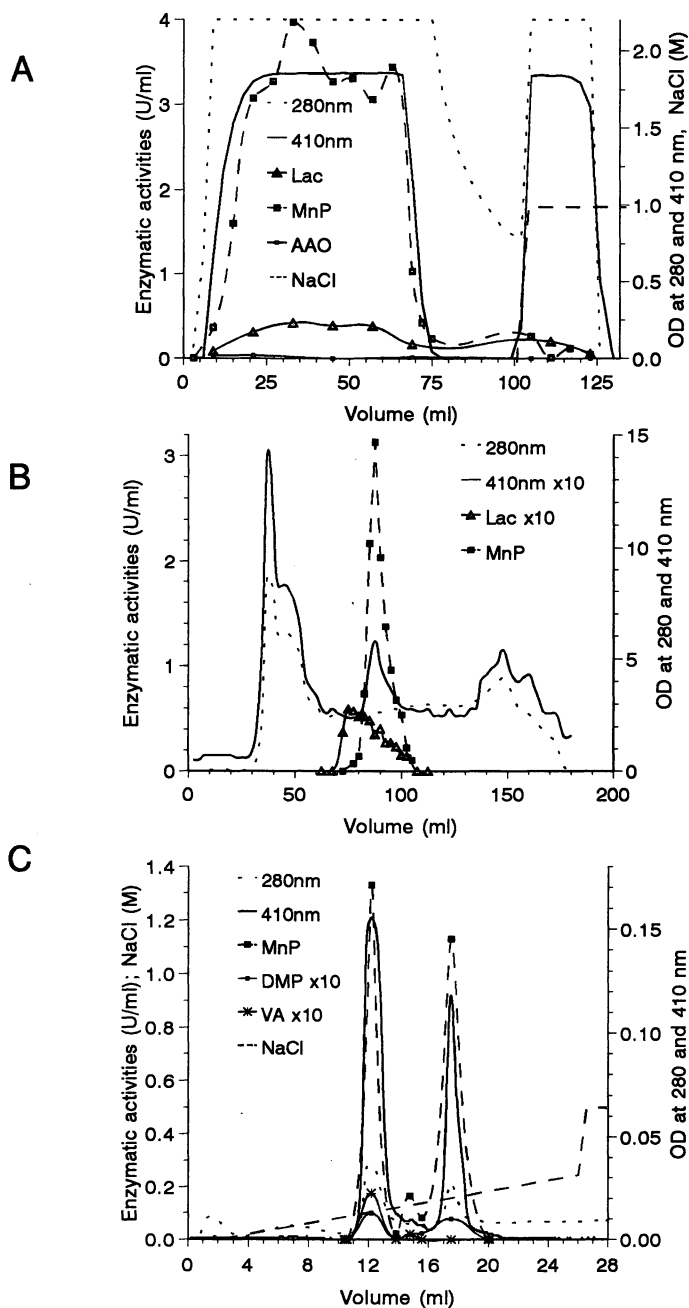 A
Enzymatic activities (U/ml)
4
3
2
1
0
280nm
410nm
Lac
MnP
AAO
NaCl
2.0
1.5
1.0
0.5
0.0
OD at 280 and 410 nm, NaCl (M)
0 25 50 75 100 125
Volume (ml)
B
Enzymatic activities (U/ml)
3
2
1
0
280nm
410nm x10
Lac x10
MnP
15
10
5
0
OD at 280 and 410 nm
0 50 100 150 200
Volume (ml)
C
Enzymatic activities (U/ml); NaCl (M)
1.4
1.2
1.0
0.8
0.6
0.4
0.2
0.0
280nm
410nm
MnP
DMP x10
VA x10
NaCl
0.15
0.10
0.05
0.00
OD at 280 and 410 nm
0 4 8 12 16 20 24 28
Volume (ml)